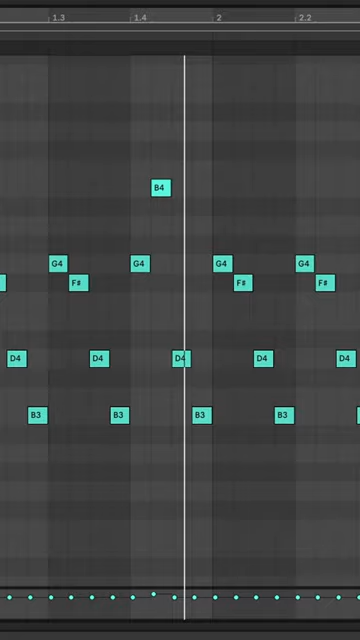 1.3 1.4 2 2.2
B4
G4 G4 G4 G4
F# F# F#
D4 D4 D4 D4 D4
B3 B3 B3 B3